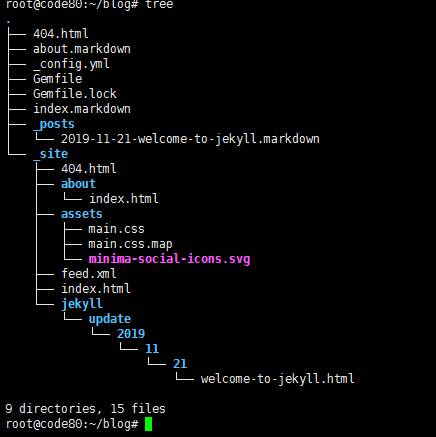 root@code80:~/blog# tree
.
├── 404.html
├── about.markdown
├── _config.yml
├── Gemfile
├── Gemfile.lock
├── index.markdown
├── _posts
│   └── 2019-11-21-welcome-to-jekyll.markdown
└── _site
    ├── 404.html
    ├── about
    │   └── index.html
    ├── assets
    │   ├── main.css
    │   ├── main.css.map
    │   └── minima-social-icons.svg
    ├── feed.xml
    ├── index.html
    └── jekyll
        └── update
            └── 2019
                └── 11
                    └── 21
                        └── welcome-to-jekyll.html
9 directories, 15 files
root@code80:~/blog#